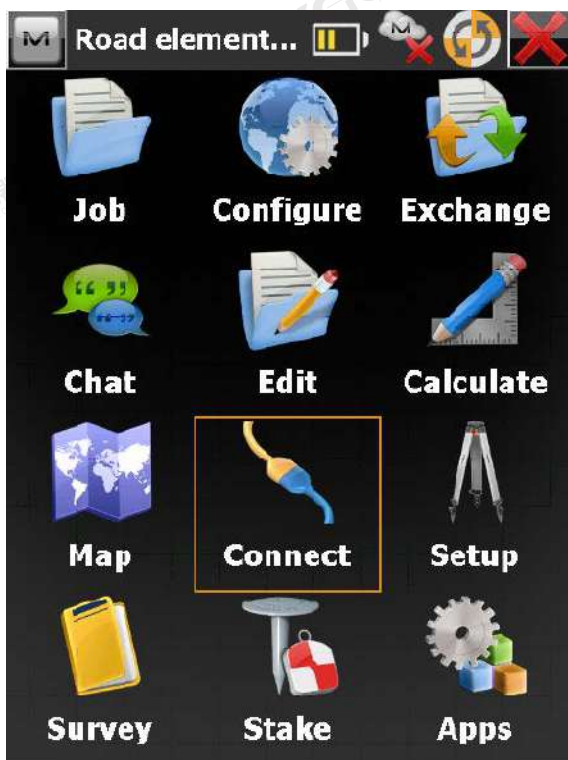 M Road element... M
Job Configure Exchange
Chat Edit Calculate
Map Connect Setup
Survey Stake Apps